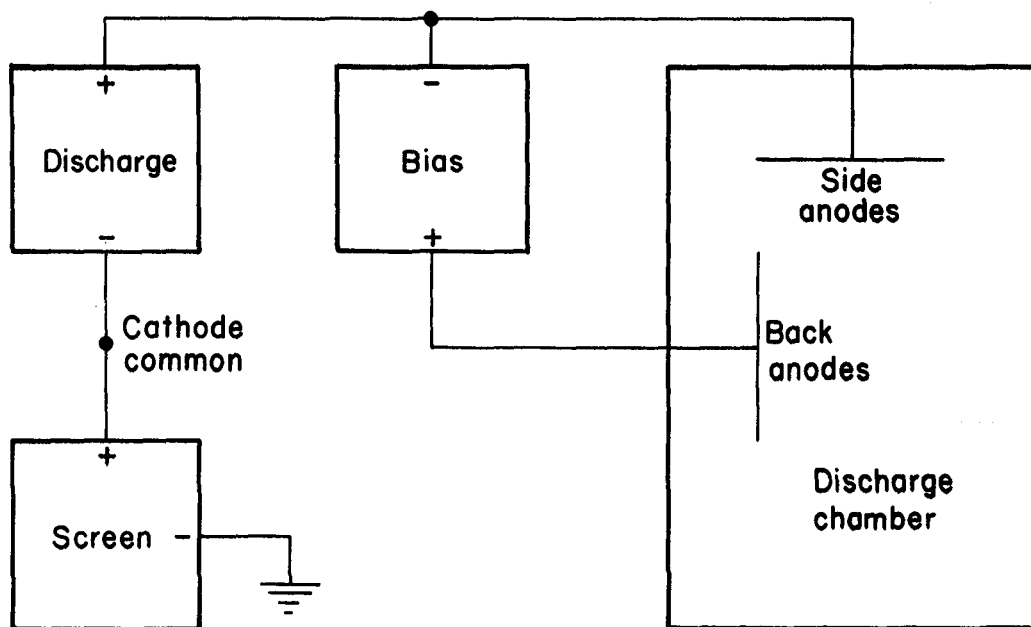 +
Discharge
-
-
Bias
+
Side
anodes
Cathode
common
Back
anodes
+
Screen -
Discharge
chamber